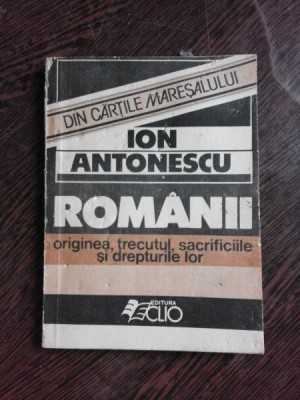 DIN CĂRȚILE MAREȘALULUI
ION
ANTONESCU
ROMÂNII
originea, trecutul, sacrificiile
și drepturile lor
EDITURA
CLIO